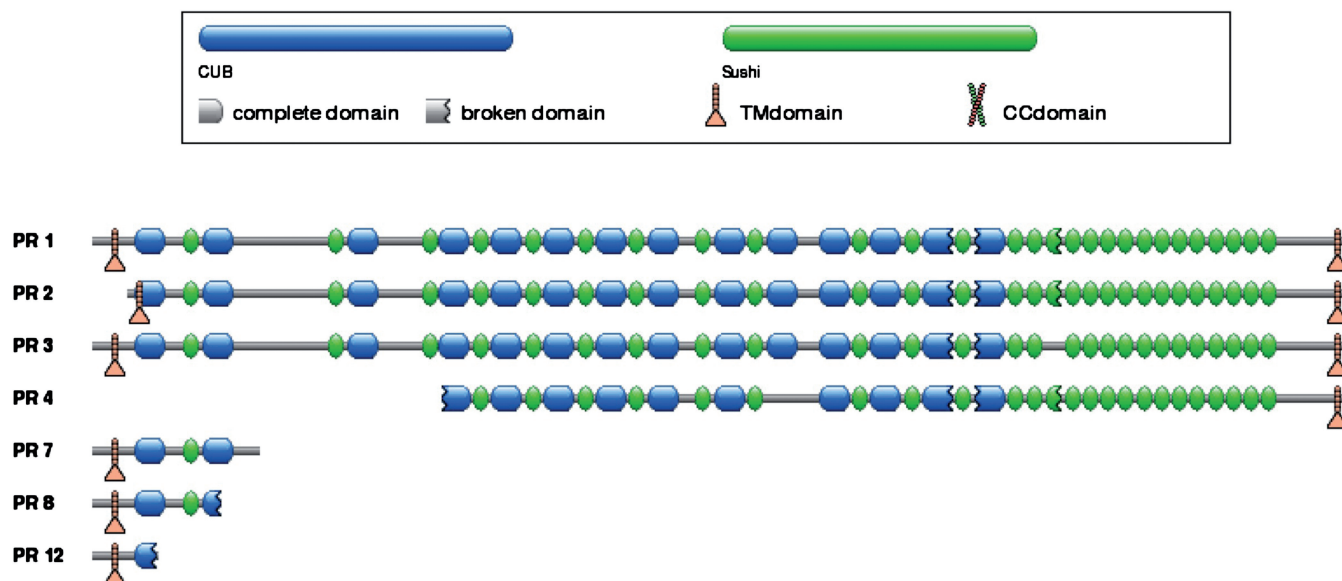 CUB Sushi
complete domain broken domain TMdomain CCdomain
PR 1
PR 2
PR 3
PR 4
PR 7
PR 8
PR 12